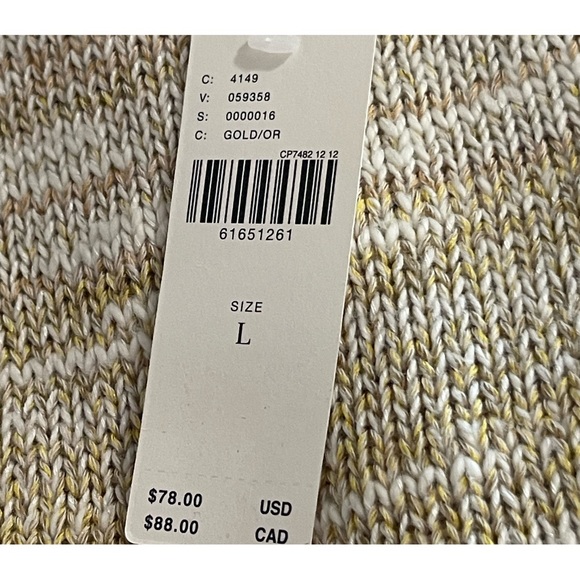 C: 4149
V: 059358
S: 0000016
C: GOLD/OR
CP7482 12 12
61651261
SIZE
L
$78.00 USD
$88.00 CAD